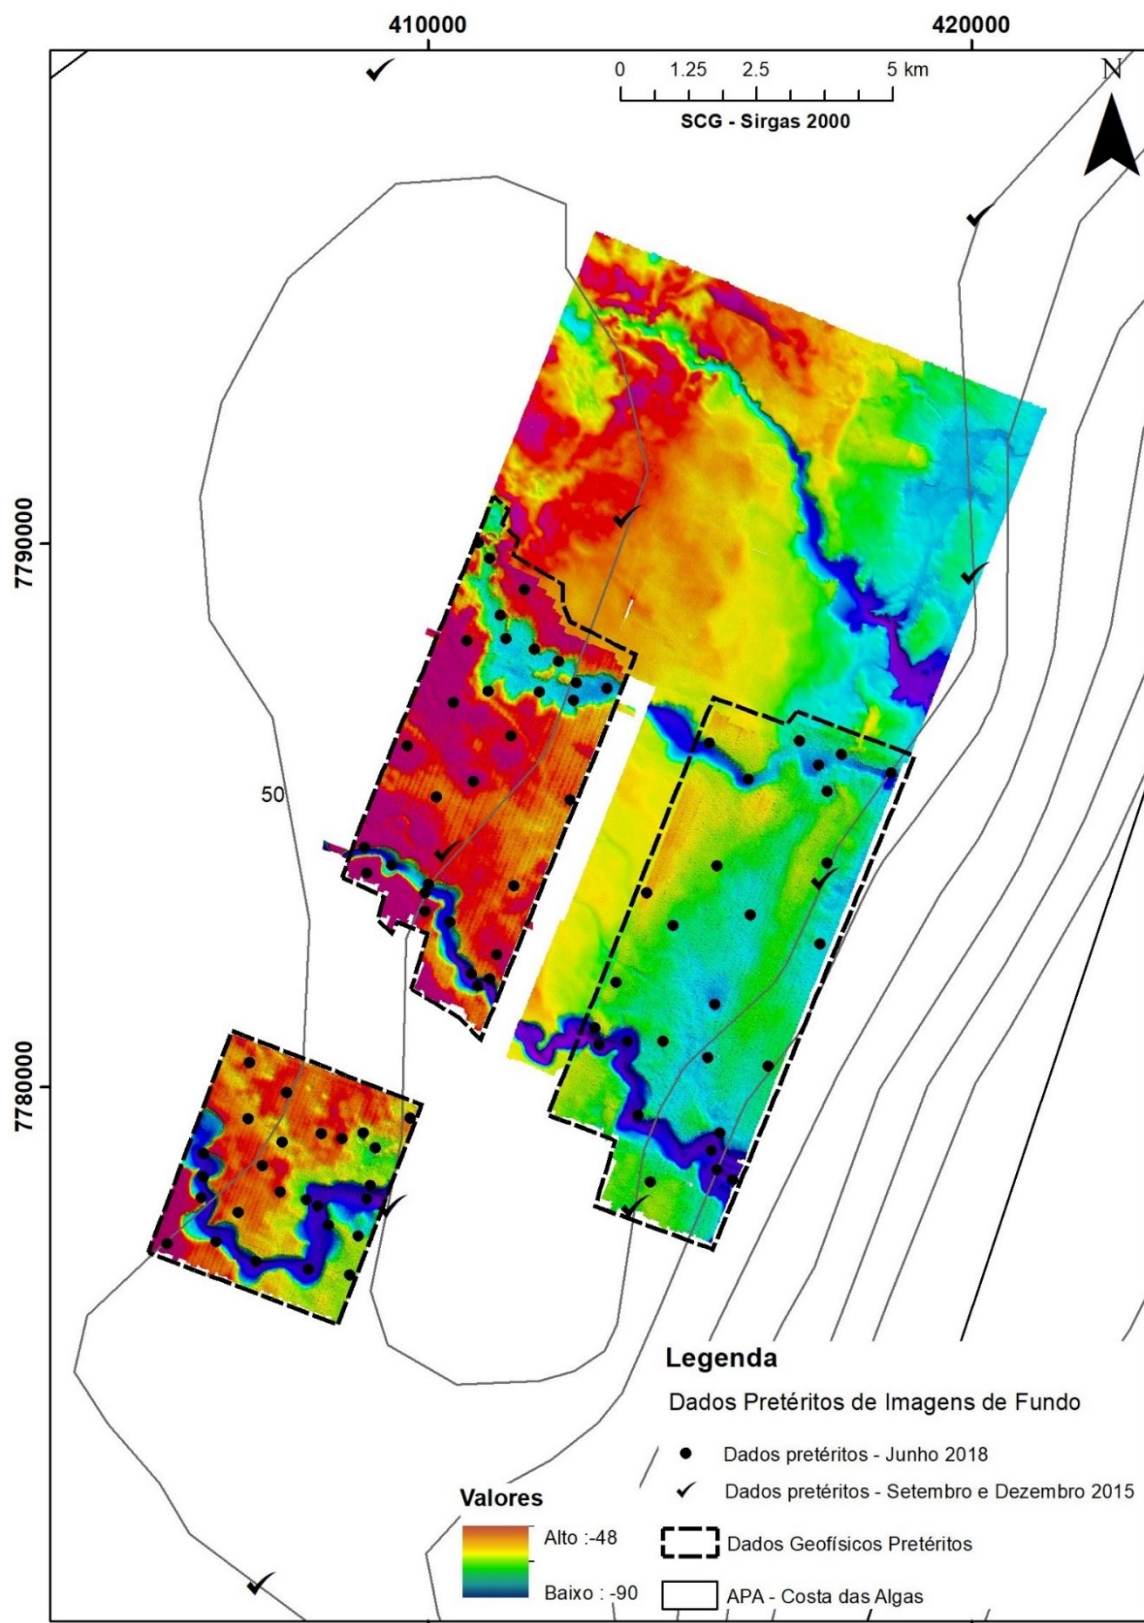 410000
420000
0 1.25 2.5 5 km
SCG - Sirgas 2000
N
7790000
50
7780000
Legenda
Dados Pretéritos de Imagens de Fundo
Dados pretéritos - Junho 2018
Dados pretéritos - Setembro e Dezembro 2015
Dados Geofísicos Pretéritos
APA - Costa das Algas
Valores
Alto :-48
Baixo : -90